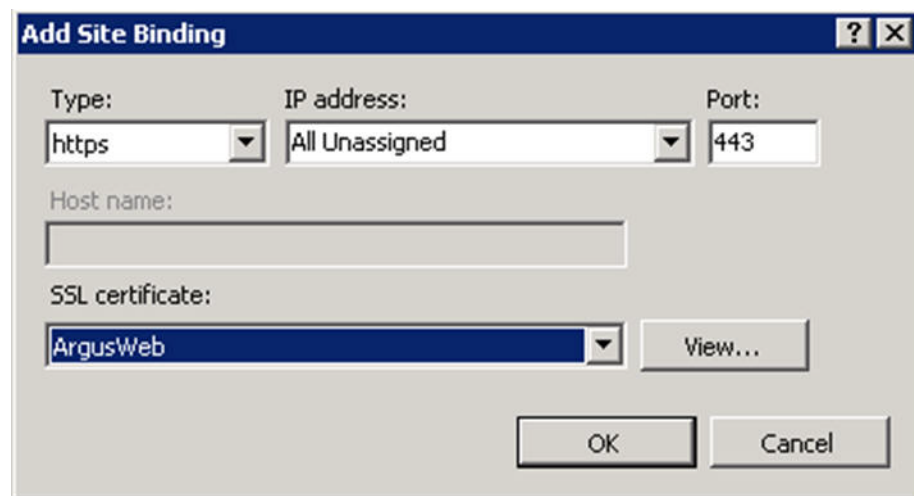 Add Site Binding
Type: IP address: Port:
https All Unassigned 443
Host name:
SSL certificate:
ArgusWeb View...
OK Cancel